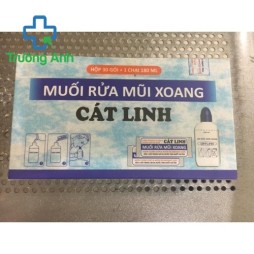 Trường Anh
HỘP 30 GÓI + 1 CHAI 180 ML
MUỐI RỬA MŨI XOANG
CÁT LINH
CÁT LINH
MUỐI RỬA MŨI XOANG